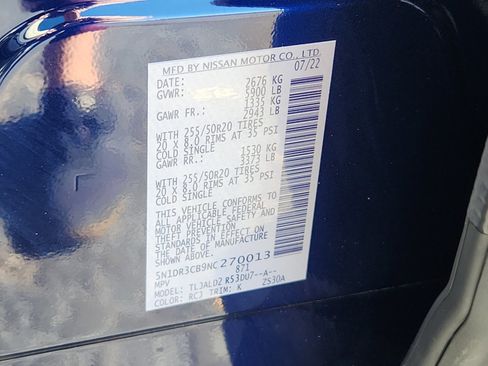 MFD BY NISSAN MOTOR CO., LTD.
DATE: 07/22
GVWR: 2676 KG
5900 LB
GAWR FR.: 1335 KG
2943 LB
WITH 255/50R20 TIRES
20 X 8.0 RIMS AT 35 PSI
COLD SINGLE
GAWR RR.: 1530 KG
3373 LB
WITH 255/50R20 TIRES
20 X 8.0 RIMS AT 35 PSI
COLD SINGLE
THIS VEHICLE CONFORMS TO
ALL APPLICABLE FEDERAL
MOTOR VEHICLE SAFETY AND
THEFT PREVENTION
STANDARDS IN EFFECT ON
THE DATE OF MANUFACTURE
SHOWN ABOVE.
5N1DR3CB9NC270013
MPV 871
MODEL: TLJALDZ R53DU7--A--
COLOR: RCJ TRIM: K ZS30A